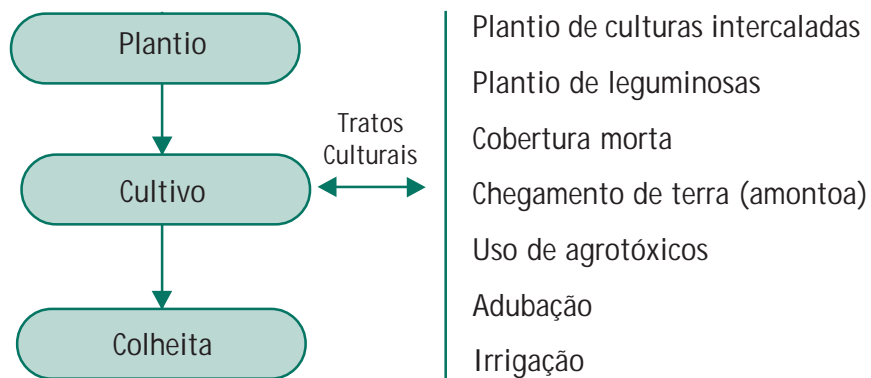 Plantio
Tratos
Culturais
Cultivo
Colheita
Plantio de culturas intercaladas
Plantio de leguminosas
Cobertura morta
Chegamento de terra (amontoa)
Uso de agrotóxicos
Adubação
Irrigação